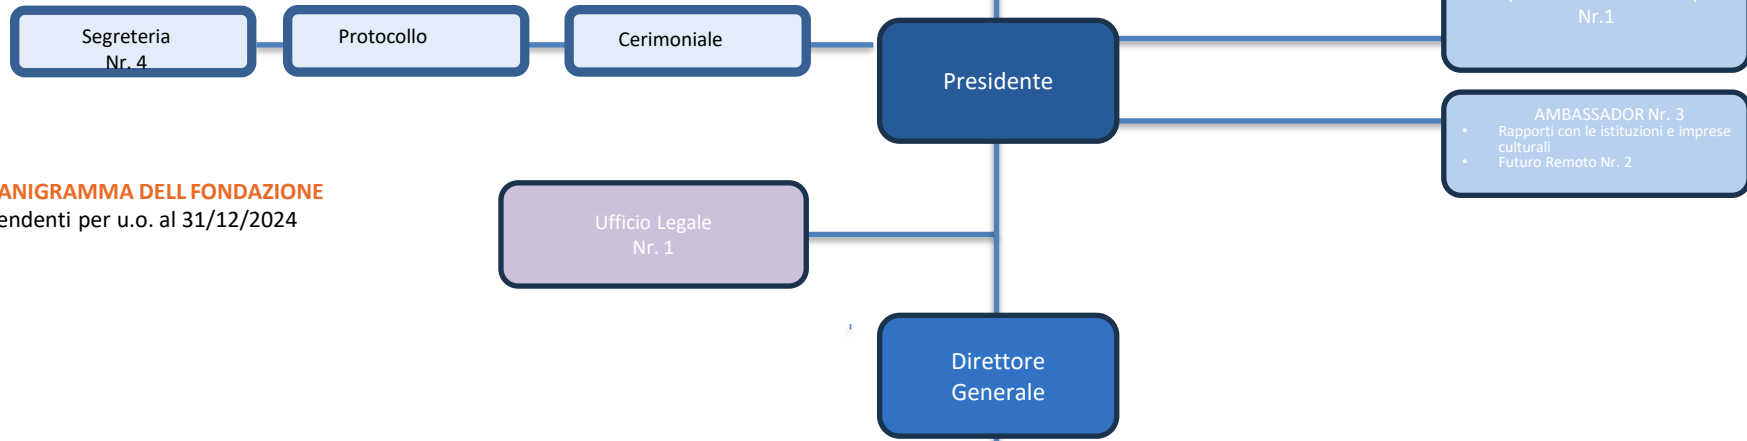 Nr.1
Segreteria
Nr. 4
Protocollo
Cerimoniale
Presidente
AMBASSADOR Nr. 3
• Rapporti con le istituzioni e imprese
culturali
• Futuro Remoto Nr. 2
ANIGRAMMA DELL FONDAZIONE
endenti per u.o. al 31/12/2024
Ufficio Legale
Nr. 1
Direttore
Generale